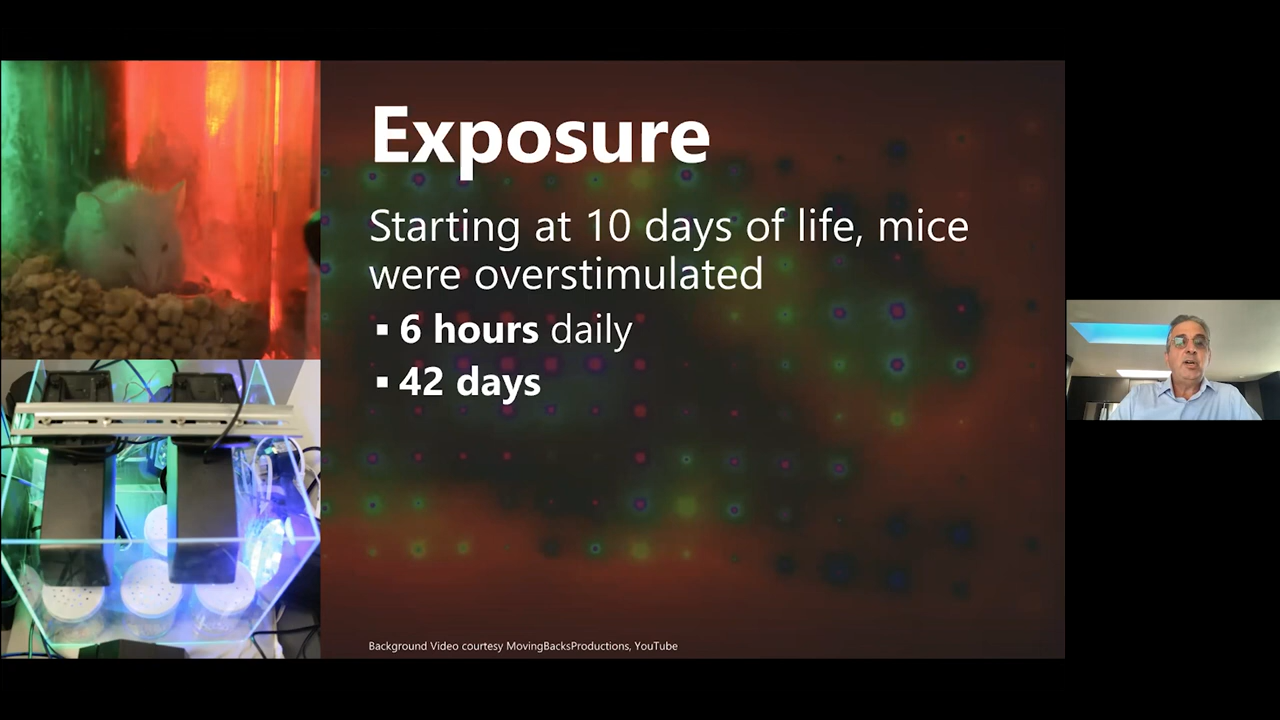 Exposure
Starting at 10 days of life, mice
were overstimulated
▪ 6 hours daily
▪ 42 days
Background Video courtesy MovingBacksProductions, YouTube